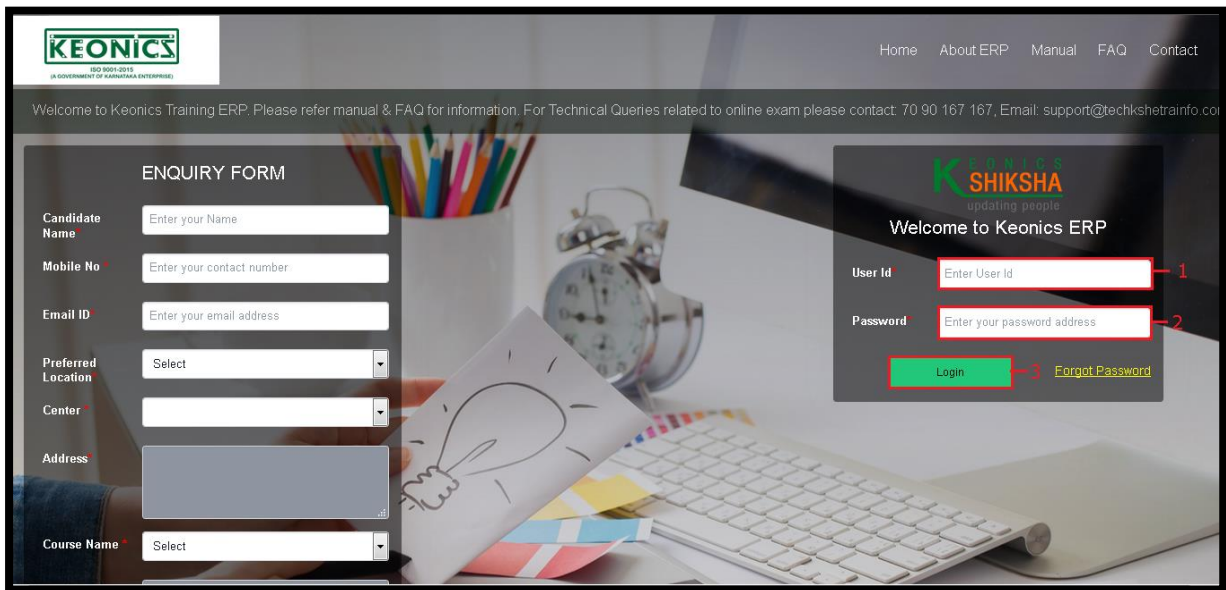 KEONICS
ISO 9001-2015
(A GOVERNMENT OF KARNATAKA ENTERPRISE)
Home About ERP Manual FAQ Contact
Welcome to Keonics Training ERP. Please refer manual & FAQ for information. For Technical Queries related to online exam please contact: 70 90 167 167, Email: support@techkshetrainfo.co
ENQUIRY FORM
Candidate Name*
Enter your Name
Mobile No *
Enter your contact number
Email ID*
Enter your email address
Preferred Location*
Select
Center *
Address*
Course Name *
Select
KEONICS
SHIKSHA
updating people
Welcome to Keonics ERP
User Id*
Enter User Id
1
Password*
Enter your password address
2
Login
3
Forgot Password